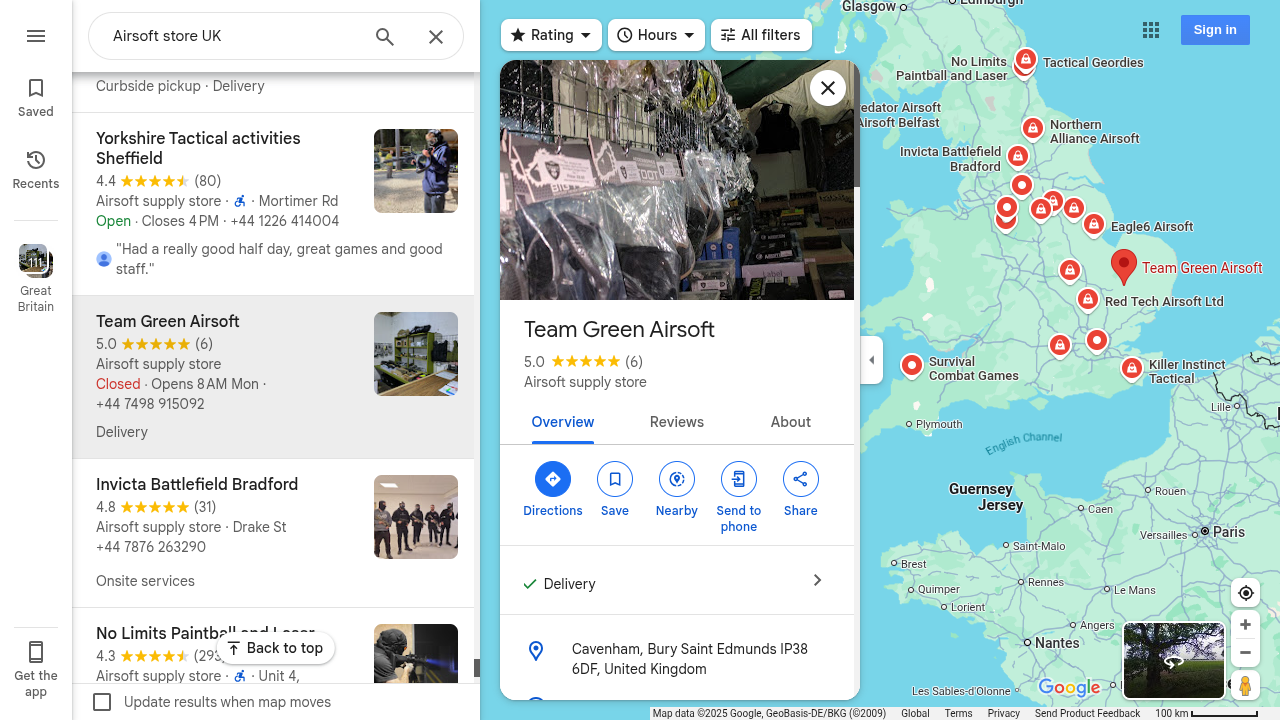 Airsoft store UK
Saved
Recents
111
Great
Britain
Get the
app
Curbside pickup · Delivery
Yorkshire Tactical activities
Sheffield
4.4 (80)
Airsoft supply store · · Mortimer Rd
Open · Closes 4 PM · +44 1226 414004
"Had a really good half day, great games and good
staff."
Team Green Airsoft
5.0 (6)
Airsoft supply store
Closed · Opens 8 AM Mon ·
+44 7498 915092
Delivery
Invicta Battlefield Bradford
4.8 (31)
Airsoft supply store · Drake St
+44 7876 263290
Onsite services
No Limits Paintball and Laser
4.3 (293)
Airsoft supply store · · Unit 4,
Back to top
Update results when map moves
Rating
Hours
All filters
Sign in
Label
Team Green Airsoft
5.0 (6)
Airsoft supply store
Overview
Reviews
About
Directions
Save
Nearby
Send to
phone
Share
Delivery
Cavenham, Bury Saint Edmunds IP38
6DF, United Kingdom
Glasgow
Edinburgh
No Limits
Paintball and Laser
Tactical Geordies
edator Airsoft
Airsoft Belfast
Northern
Alliance Airsoft
Invicta Battlefield
Bradford
Eagle6 Airsoft
Team Green Airsoft
Red Tech Airsoft Ltd
Survival
Combat Games
Killer Instinct
Tactical
Lille
Plymouth
English Channel
Guernsey
Jersey
Rouen
Caen
Versailles
Paris
Saint-Malo
Brest
Rennes
Le Mans
Quimper
Lorient
Angers
Nantes
Les Sables-d'Olonne
Google
Map data ©2025 Google, GeoBasis-DE/BKG (©2009)
Global
Terms
Privacy
Send Product Feedback
100 km